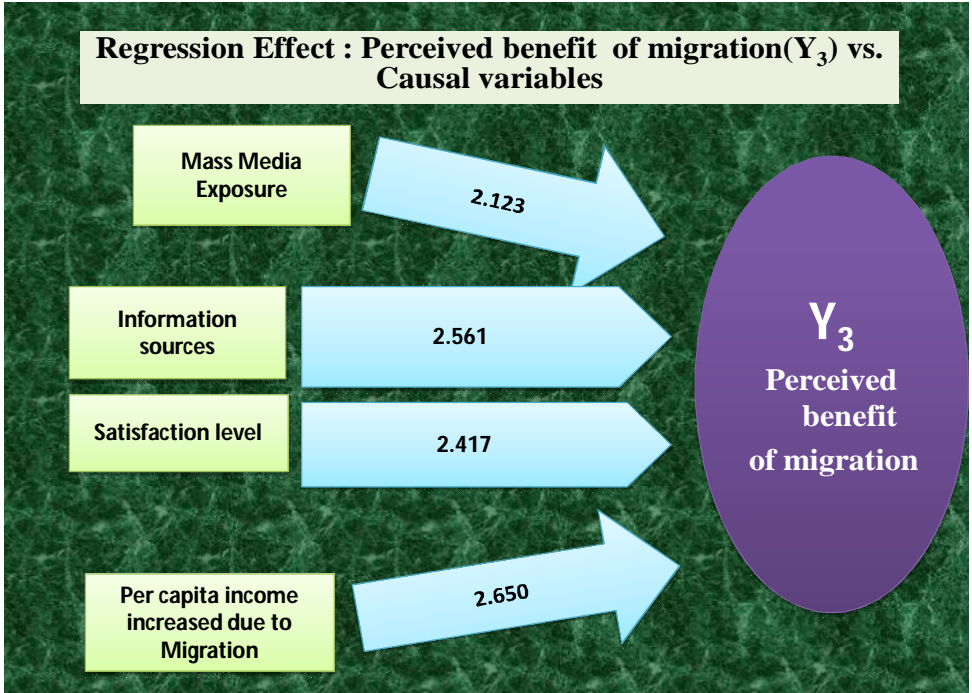 Regression Effect : Perceived benefit of migration(Y₃) vs.
Causal variables
Mass Media
Exposure
2.123
Information
sources
2.561
Satisfaction level
2.417
Per capita income
increased due to
Migration
2.650
Y₃
Perceived
benefit
of migration